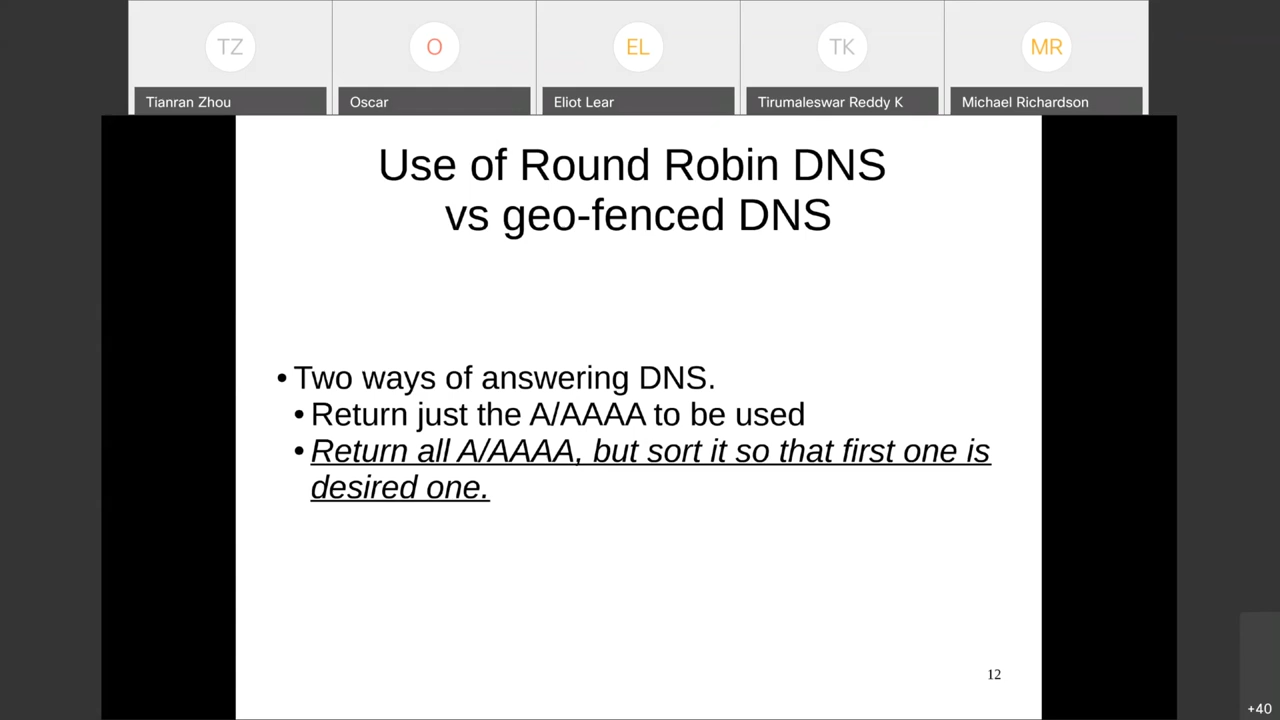 TZ
O
EL
TK
MR
Tianran Zhou
Oscar
Eliot Lear
Tirumaleswar Reddy K
Michael Richardson
Use of Round Robin DNS
vs geo-fenced DNS
• Two ways of answering DNS.
• Return just the A/AAAA to be used
• Return all A/AAAA, but sort it so that first one is
desired one.
12
+40